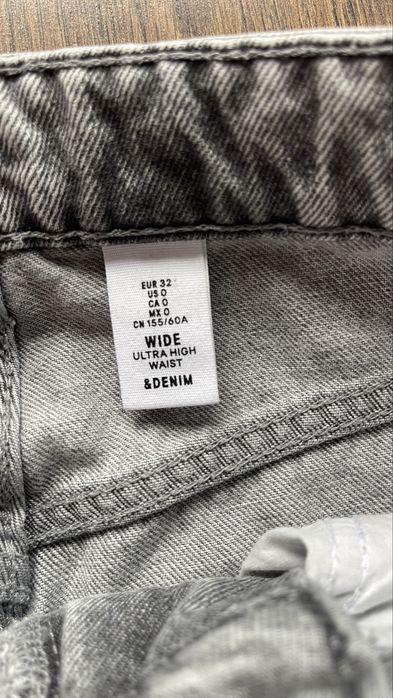 EUR 32
US 0
CA 0
MX 0
CN 155/60A
WIDE
ULTRA HIGH
WAIST
&DENIM